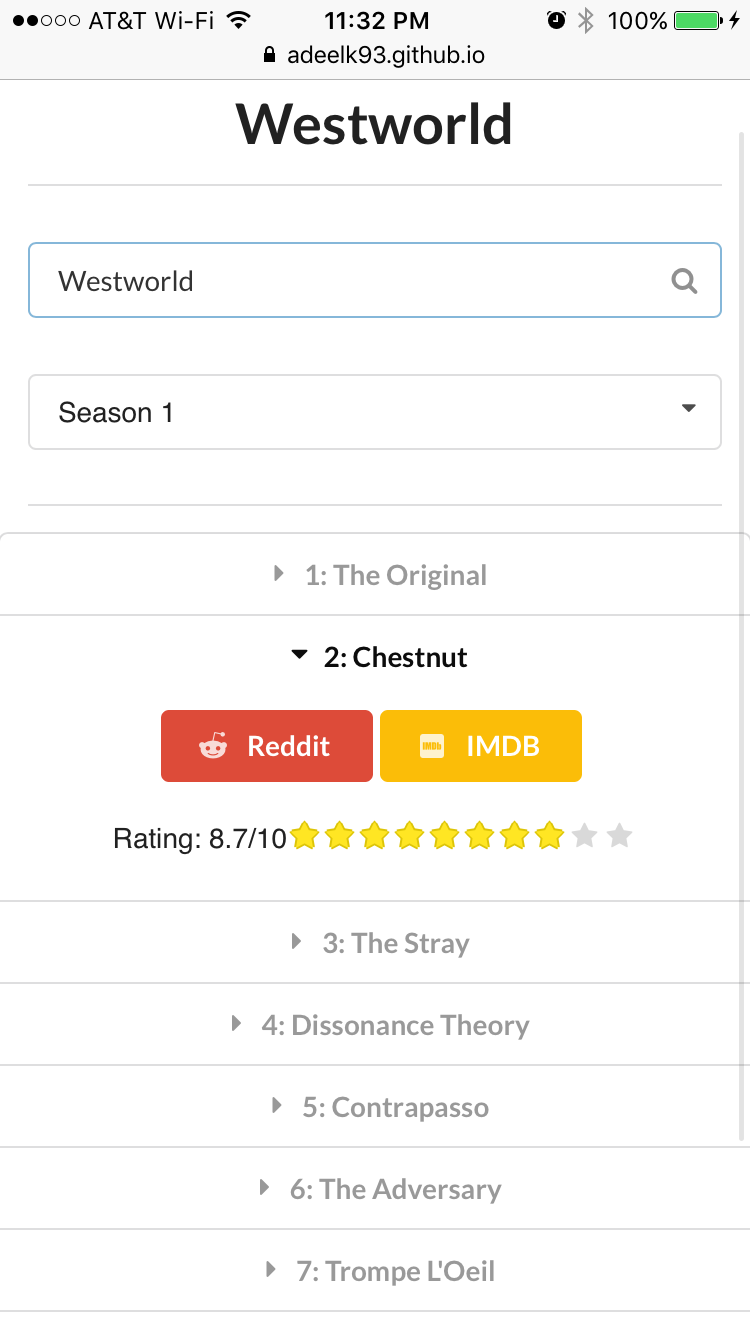 AT&T Wi-Fi 11:32 PM 100%
adeelk93.github.io
Westworld
Westworld
Season 1
1: The Original
2: Chestnut
Reddit IMDb IMDB
Rating: 8.7/10
3: The Stray
4: Dissonance Theory
5: Contrapasso
6: The Adversary
7: Trompe L'Oeil